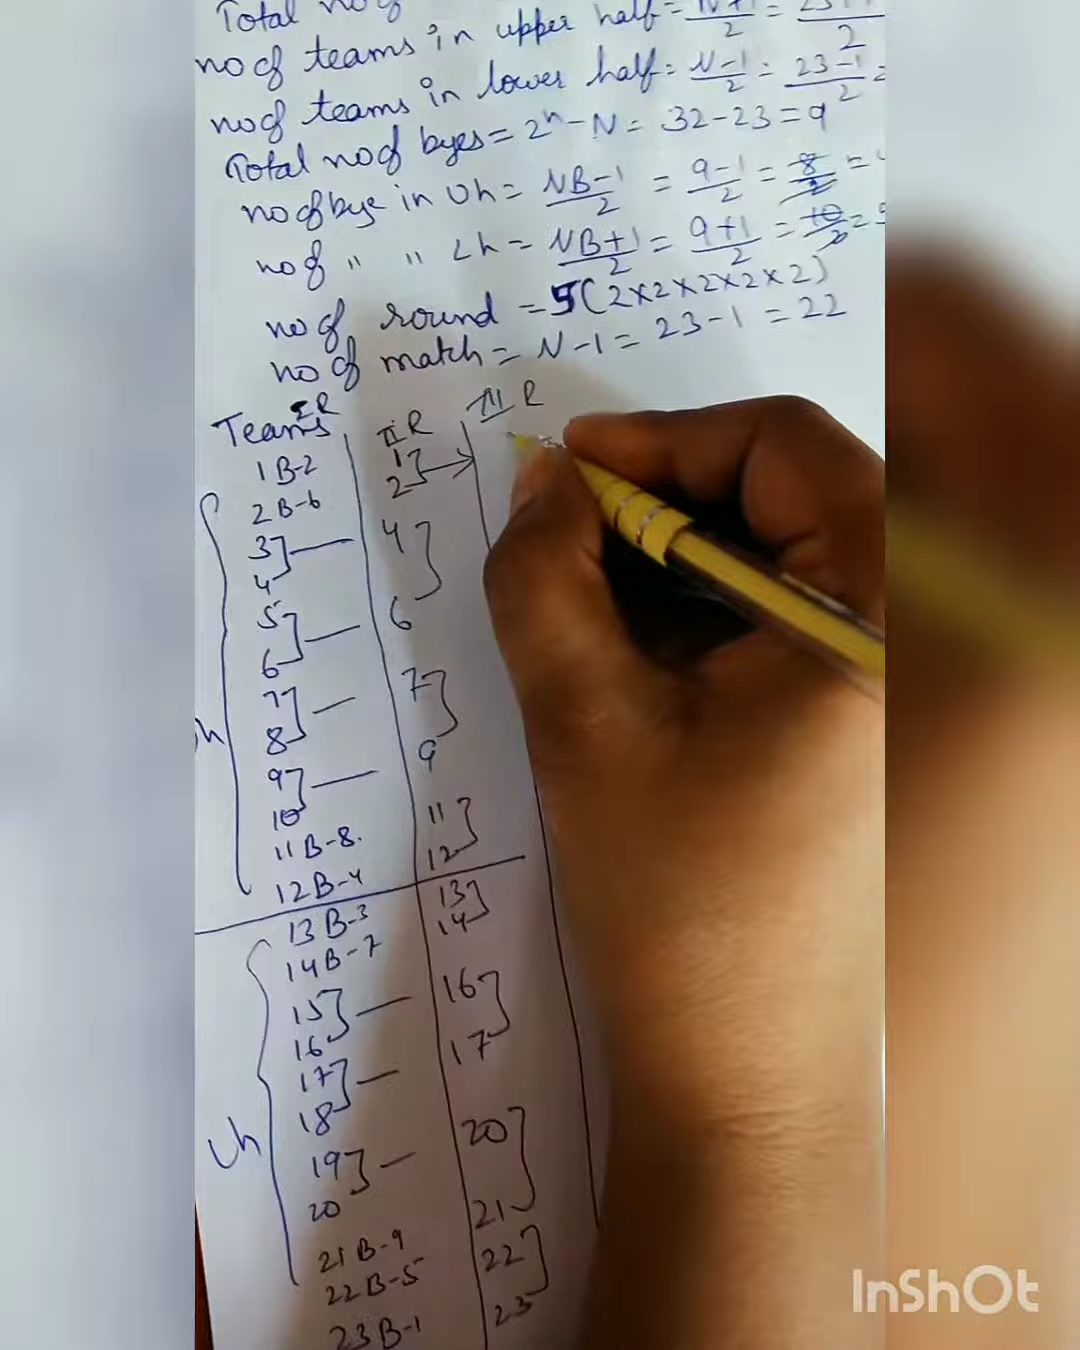 Total no of
no of teams in upper half = N+1/2 = 23+1/2
no of teams in lower half = N-1/2 = 23-1/2 =
Total no of byes = 2ⁿ - N = 32-23 = 9
no of bye in Uh = NB-1/2 = 9-1/2 = 8/2 =
no of " " Lh = NB+1/2 = 9+1/2 = 10/2 = 5
no of round = 5(2x2x2x2x2)
no of match = N-1 = 23-1 = 22
Teams IR II R III R
1 B-2 1
2 B-6 2
3
4 4
5
6 6
7 7
8
9 9
10
11 B-8. 11
12 B-4 12
13 B-3 13
14 B-7 14
15
16 16
17 17
18
19
20 20
21 B-9 21
22 B-5 22
23 B-1 23
Uh
InShOt